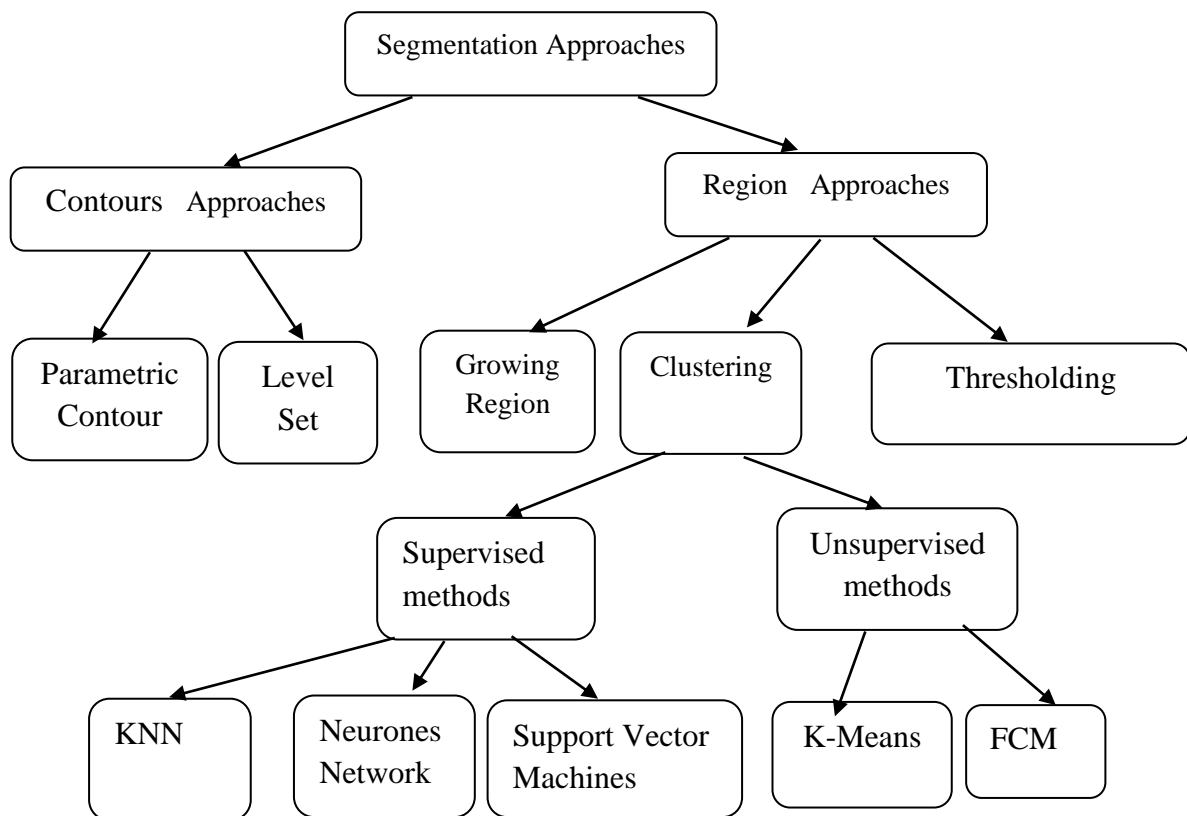 Segmentation Approaches
Contours Approaches
Region Approaches
Parametric
Contour
Level
Set
Growing
Region
Clustering
Thresholding
Supervised
methods
Unsupervised
methods
KNN
Neurones
Network
Support Vector
Machines
K-Means
FCM